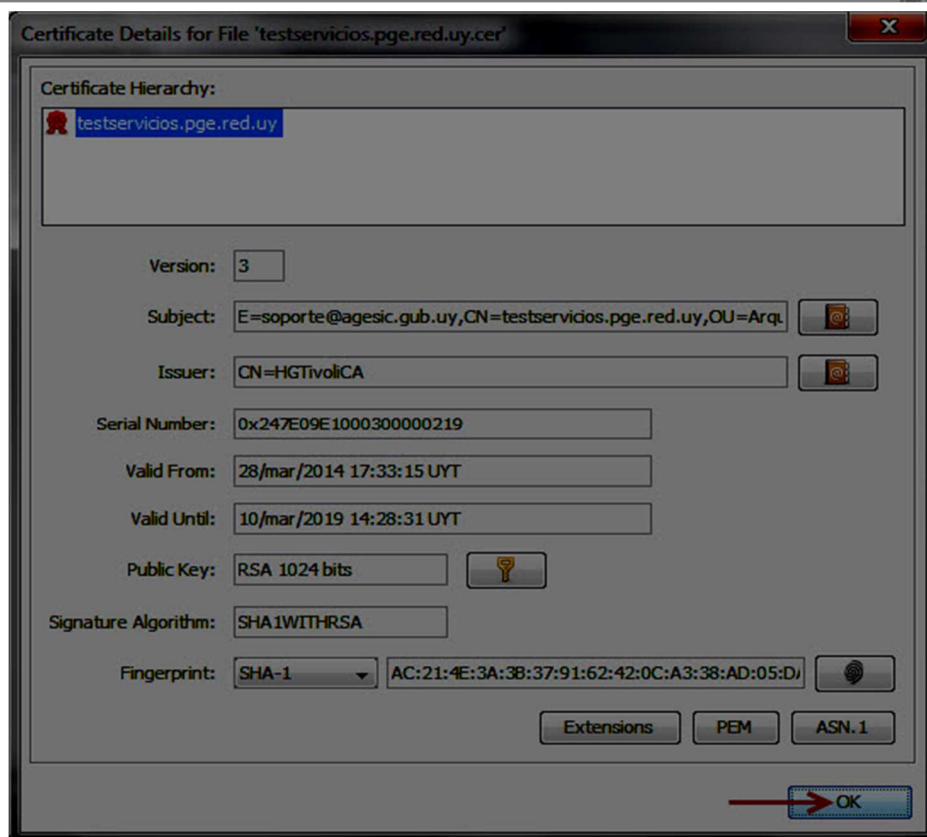 Certificate Details for File 'testservicios.pge.red.uy.cer'
Certificate Hierarchy:
testservicios.pge.red.uy
Version: 3
Subject: E=soporte@agesic.gub.uy,CN=testservicios.pge.red.uy,OU=Arqu
Issuer: CN=HGTivoliCA
Serial Number: 0x247E09E1000300000219
Valid From: 28/mar/2014 17:33:15 UYT
Valid Until: 10/mar/2019 14:28:31 UYT
Public Key: RSA 1024 bits
Signature Algorithm: SHA1WITHRSA
Fingerprint: SHA-1 AC:21:4E:3A:3B:37:91:62:42:0C:A3:38:AD:05:D
Extensions PEM ASN.1
OK